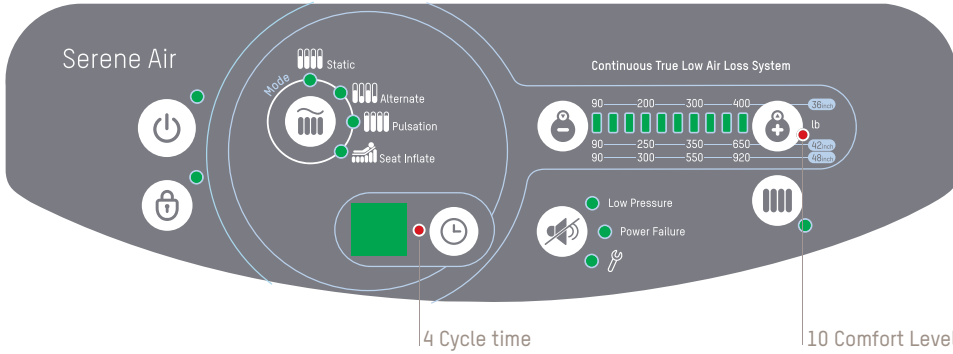 Serene Air
Mode
Static
Alternate
Pulsation
Seat Inflate
Continuous True Low Air Loss System
90 200 300 400 36inch
lb
90 250 350 650 42inch
90 300 550 920 48inch
Low Pressure
Power Failure
4 Cycle time
10 Comfort Level